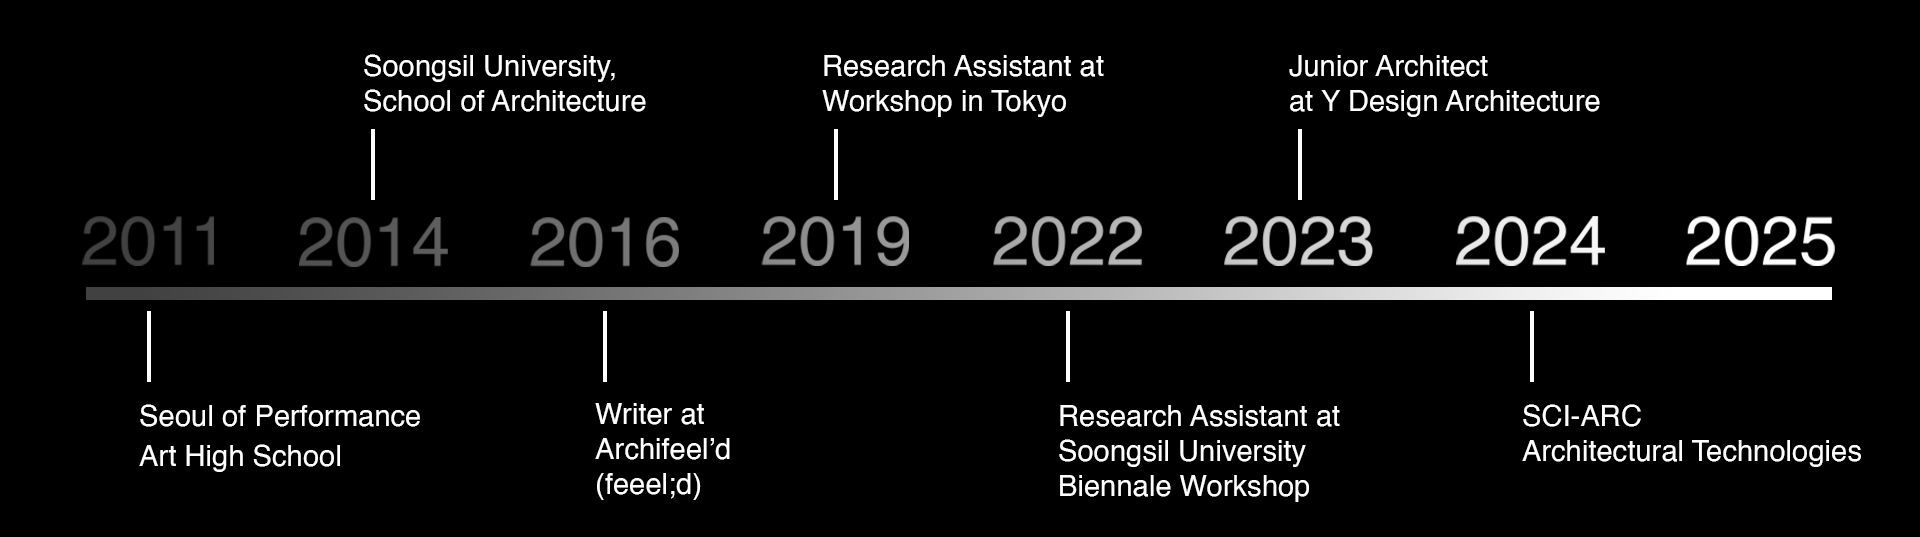 Soongsil University,
School of Architecture
Research Assistant at
Workshop in Tokyo
Junior Architect
at Y Design Architecture
2011 2014 2016 2019 2022 2023 2024 2025
Seoul of Performance
Art High School
Writer at
Archifeel’d
(feeel;d)
Research Assistant at
Soongsil University
Biennale Workshop
SCI-ARC
Architectural Technologies